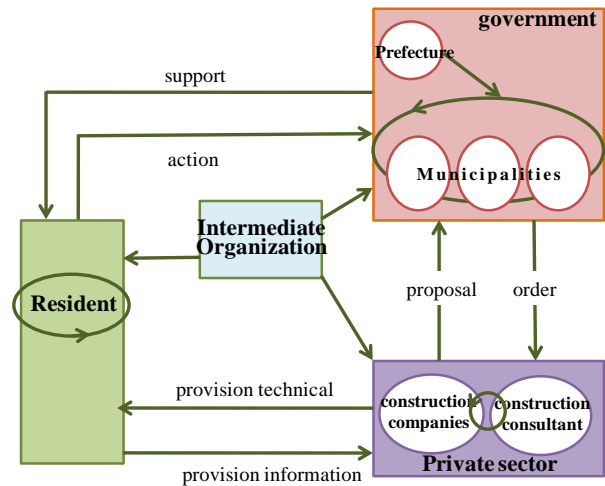 government
Prefecture
support
action
Municipalities
Intermediate
Organization
Resident
proposal
order
provision technical
construction
companies
construction
consultant
Private sector
provision information